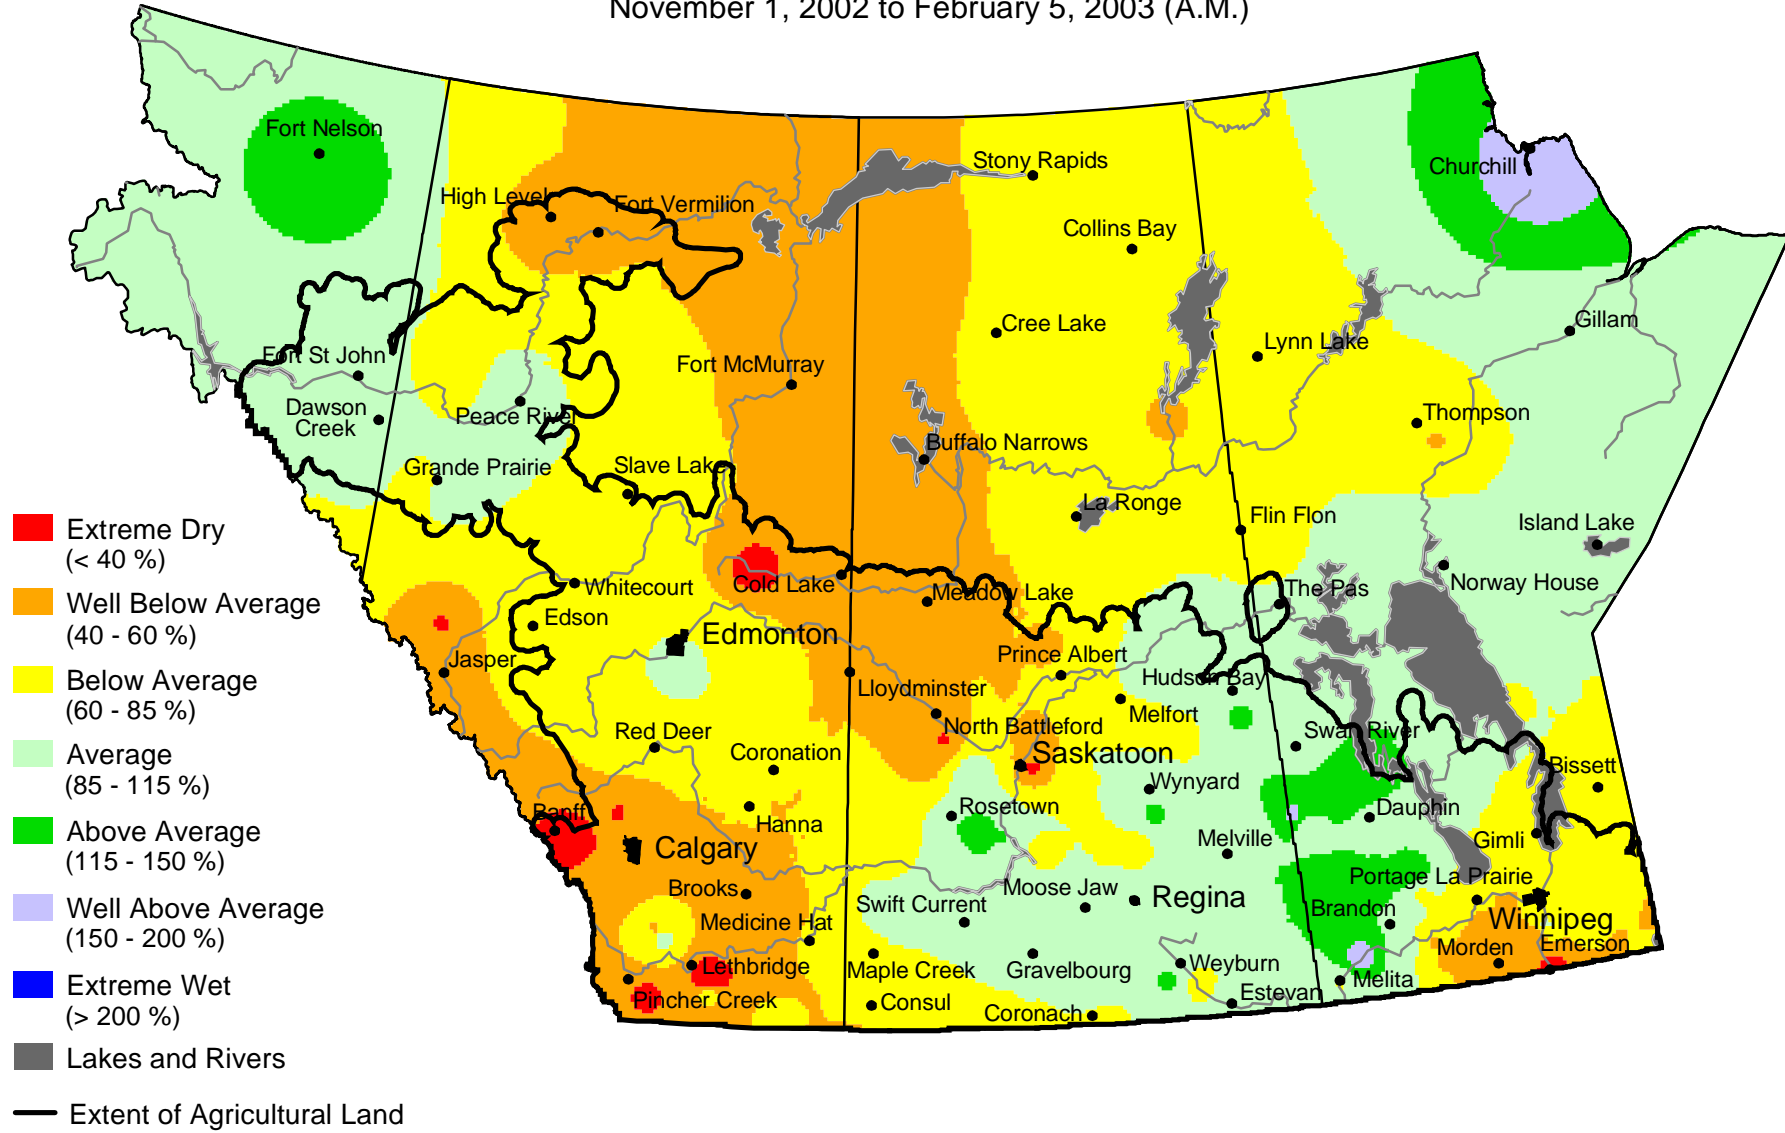 November 1, 2002 to February 5, 2003 (A.M.)
Fort Nelson
Stony Rapids
Churchill
High Level
Fort Vermilion
Collins Bay
Cree Lake
Gillam
Fort St John
Fort McMurray
Lynn Lake
Dawson
Creek
Peace River
Thompson
Buffalo Narrows
Grande Prairie
Slave Lake
La Ronge
Flin Flon
Island Lake
Whitecourt
Cold Lake
Meadow Lake
The Pas
Norway House
Edson
Edmonton
Jasper
Prince Albert
Hudson Bay
Lloydminster
Melfort
North Battleford
Red Deer
Swan River
Coronation
Saskatoon
Bissett
Wynyard
Banff
Hanna
Rosetown
Dauphin
Calgary
Melville
Gimli
Brooks
Moose Jaw
Portage La Prairie
Swift Current
Regina
Brandon
Medicine Hat
Winnipeg
Morden
Emerson
Lethbridge
Maple Creek
Gravelbourg
Weyburn
Melita
Pincher Creek
Consul
Estevan
Coronach
Extreme Dry
(< 40 %)
Well Below Average
(40 - 60 %)
Below Average
(60 - 85 %)
Average
(85 - 115 %)
Above Average
(115 - 150 %)
Well Above Average
(150 - 200 %)
Extreme Wet
(> 200 %)
Lakes and Rivers
Extent of Agricultural Land